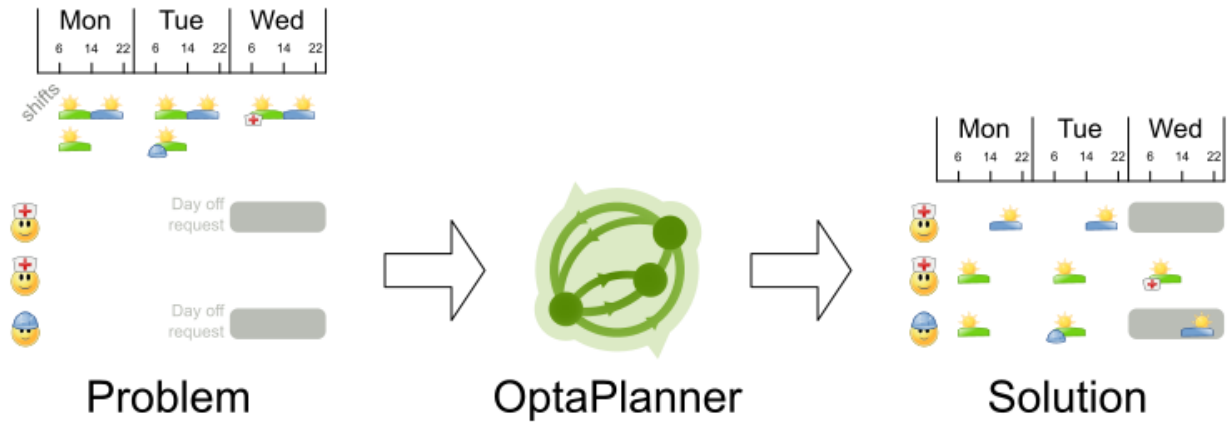 Mon Tue Wed
6 14 22 6 14 22 6 14 22
shifts
Day off
request
Day off
request
Problem
OptaPlanner
Mon Tue Wed
6 14 22 6 14 22 6 14 22
Solution